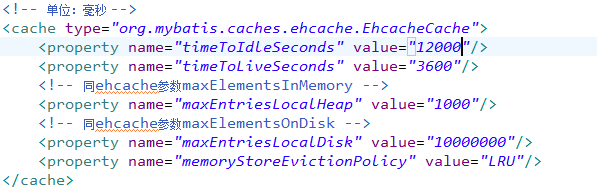 <!-- 单位：毫秒 -->
<cache type="org.mybatis.caches.ehcache.EhcacheCache">
    <property name="timeToIdleSeconds" value="12000"/>
    <property name="timeToLiveSeconds" value="3600"/>
    <!-- 同ehcache参数maxElementsInMemory -->
    <property name="maxEntriesLocalHeap" value="1000"/>
    <!-- 同ehcache参数maxElementsOnDisk -->
    <property name="maxEntriesLocalDisk" value="10000000"/>
    <property name="memoryStoreEvictionPolicy" value="LRU"/>
</cache>